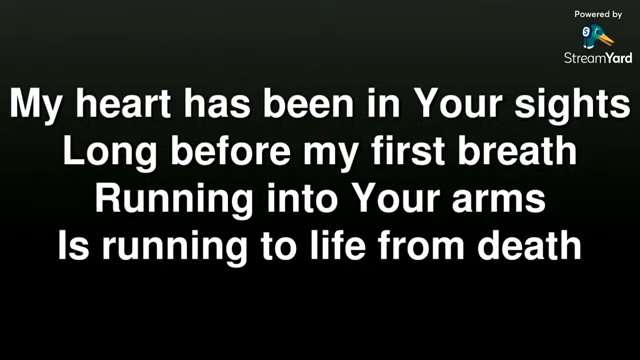 Powered by
StreamYard
My heart has been in Your sights
Long before my first breath
Running into Your arms
Is running to life from death